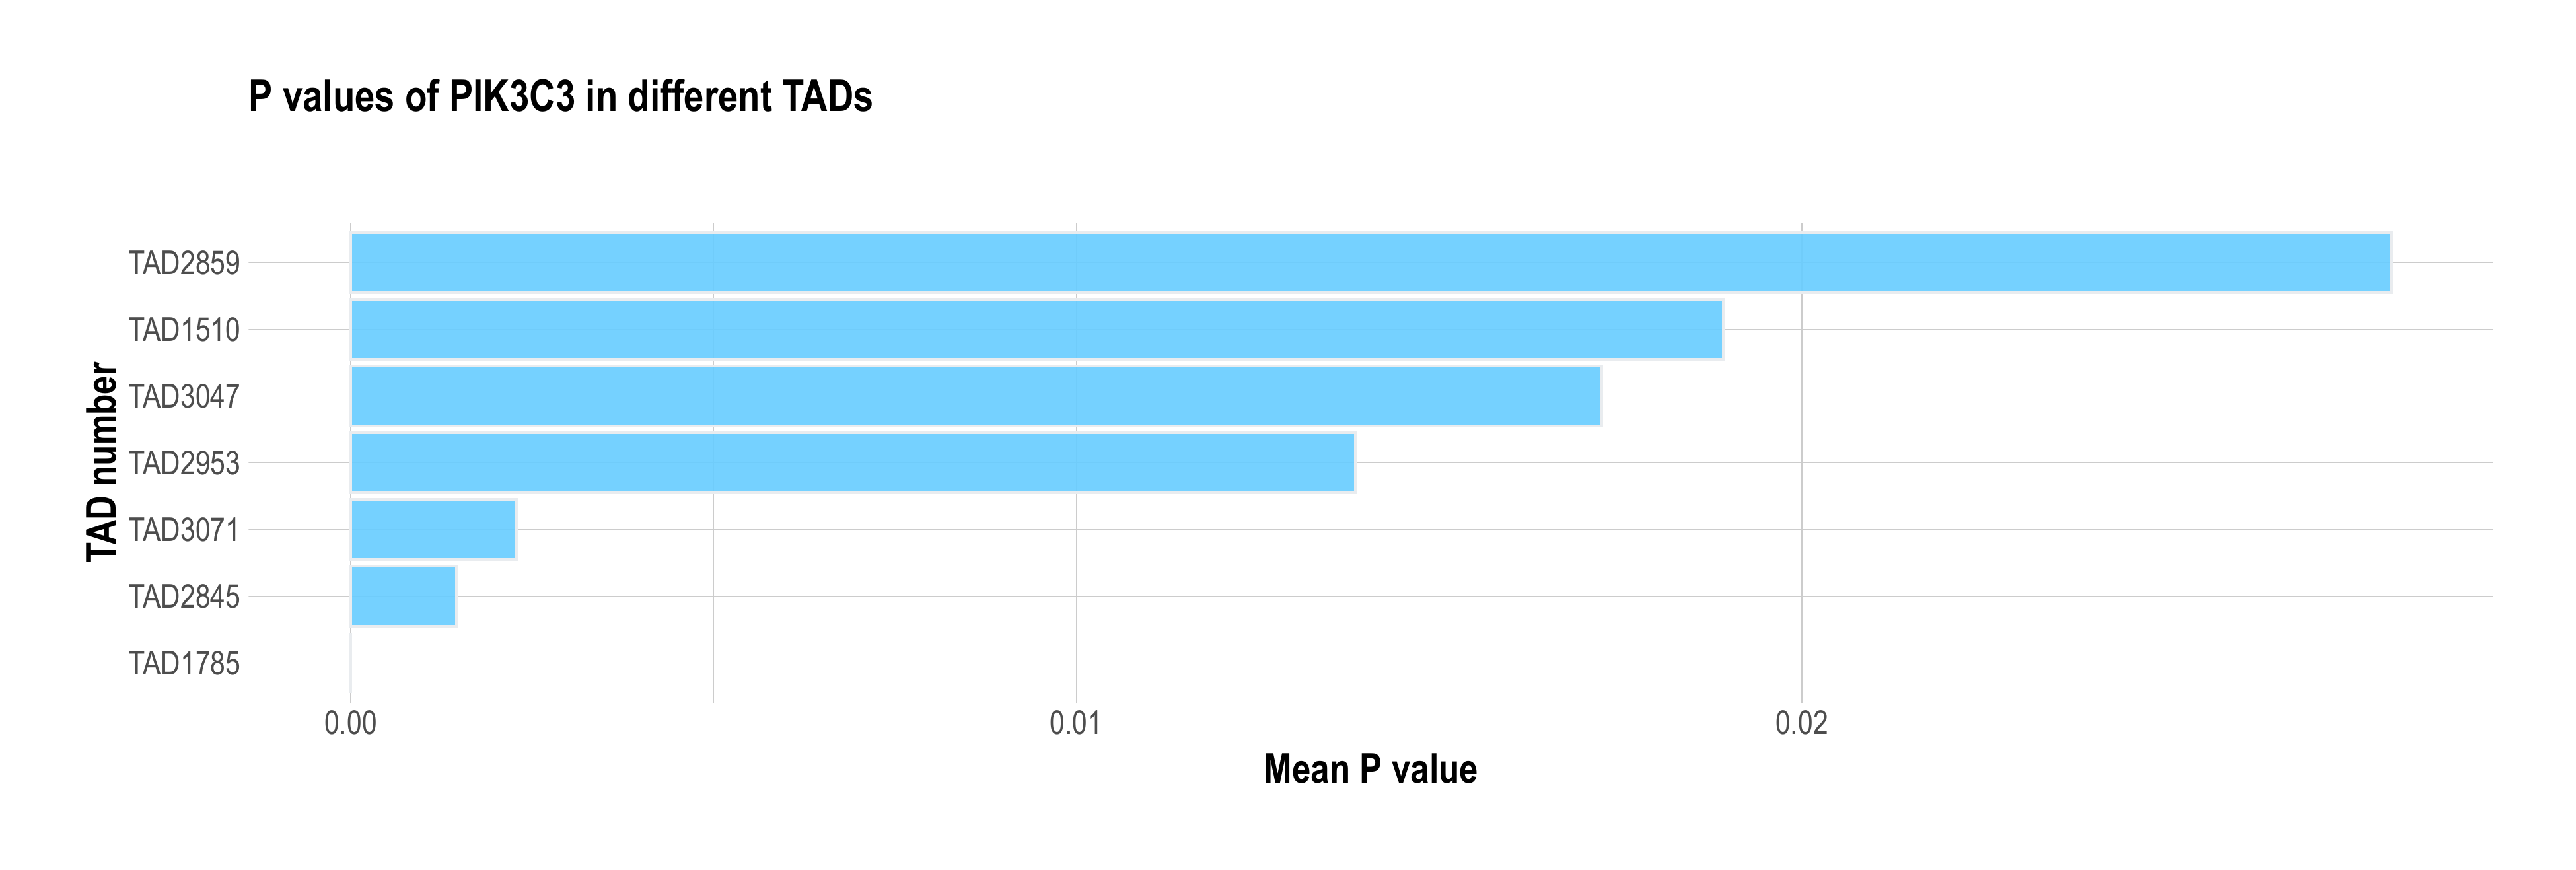 P values of PIK3C3 in different TADs
TAD number
TAD2859
TAD1510
TAD3047
TAD2953
TAD3071
TAD2845
TAD1785
0.00
0.01
0.02
Mean P value